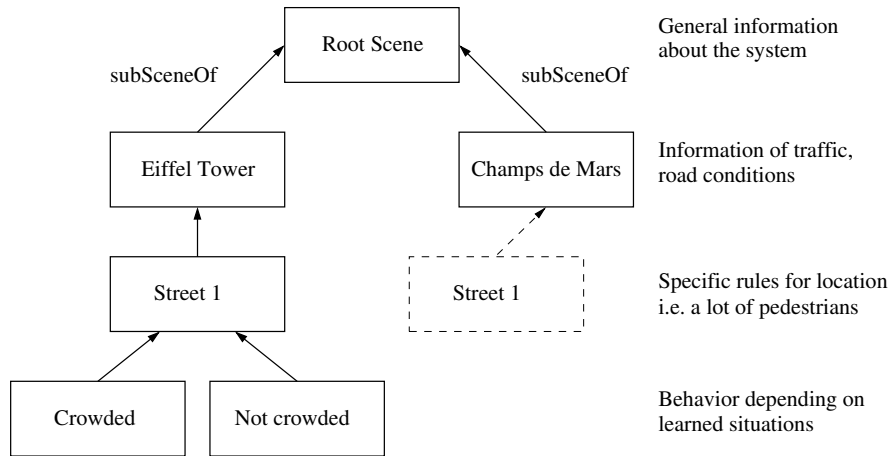 Root Scene
General information
about the system
subSceneOf
subSceneOf
Eiffel Tower
Champs de Mars
Information of traffic,
road conditions
Street 1
Street 1
Specific rules for location
i.e. a lot of pedestrians
Crowded
Not crowded
Behavior depending on
learned situations